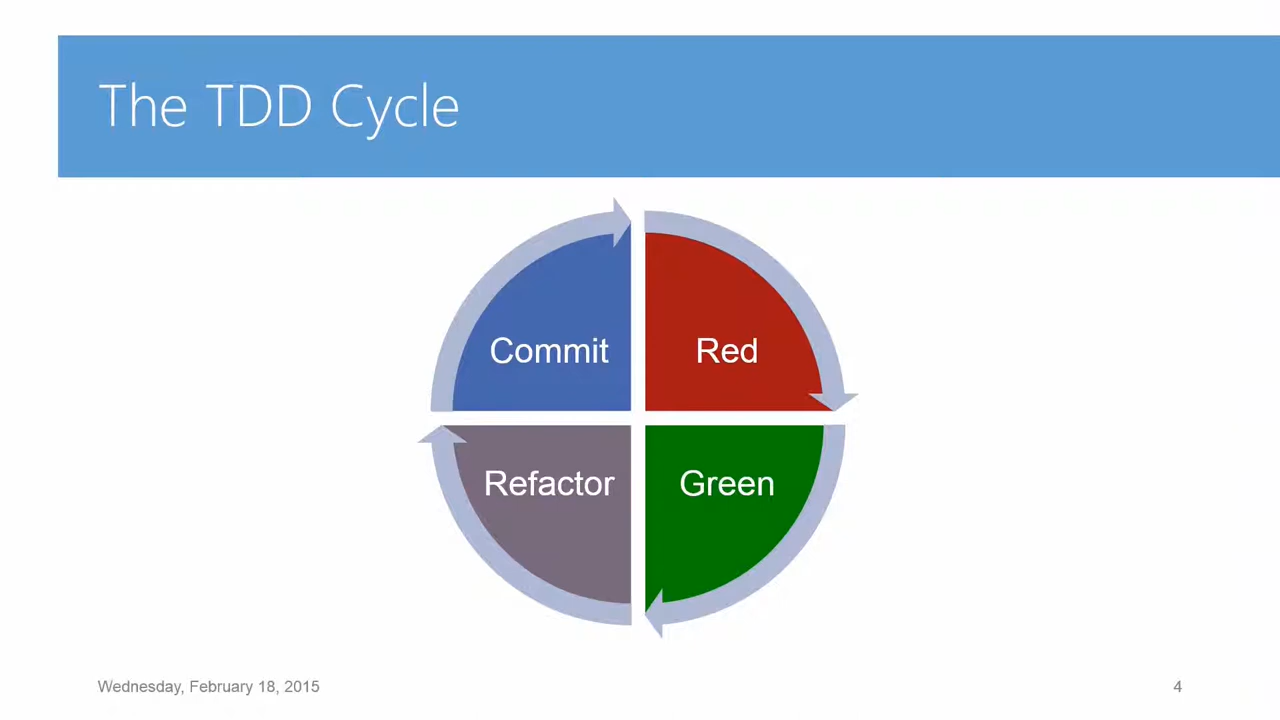 The TDD Cycle
Commit
Red
Refactor
Green
Wednesday, February 18, 2015
4